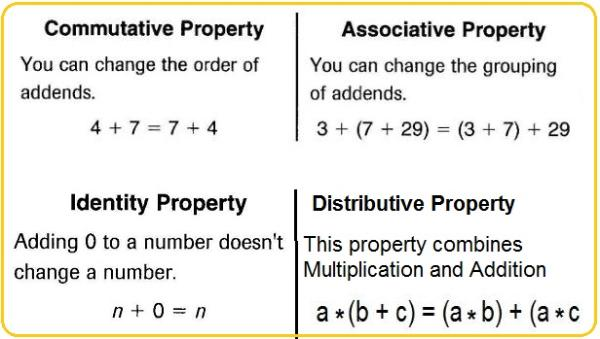 Commutative Property
You can change the order of
addends.
4 + 7 = 7 + 4
Associative Property
You can change the grouping
of addends.
3 + (7 + 29) = (3 + 7) + 29
Identity Property
Adding 0 to a number doesn't
change a number.
n + 0 = n
Distributive Property
This property combines
Multiplication and Addition
a*(b + c) = (a*b) + (a*c